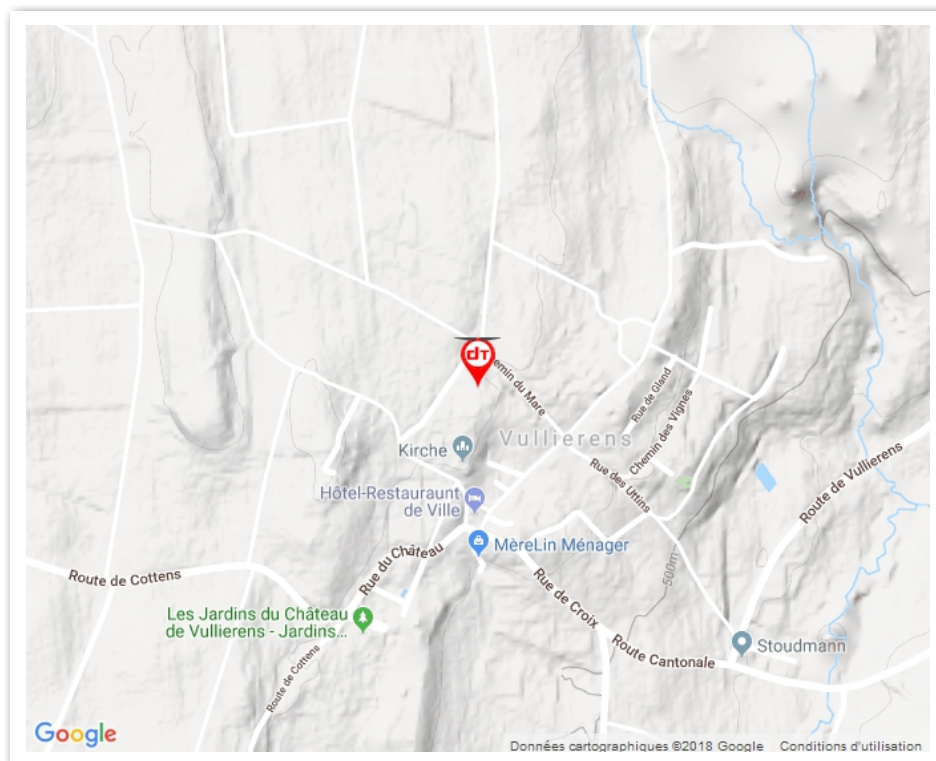 dT
emin du Mare
Rue de Gland
Chemin des Vignes
Kirche
Vullierens
Rue des Uttins
Route de Vullierens
Hôtel-Restauraunt
de Ville
MèreLin Ménager
Rue du Château
500m
Route de Cottens
Rue de Croix
Les Jardins du Château
de Vullierens - Jardins...
Route Cantonale
Stoudmann
Route de Cottens
Google
Données cartographiques ©2018 Google Conditions d'utilisation